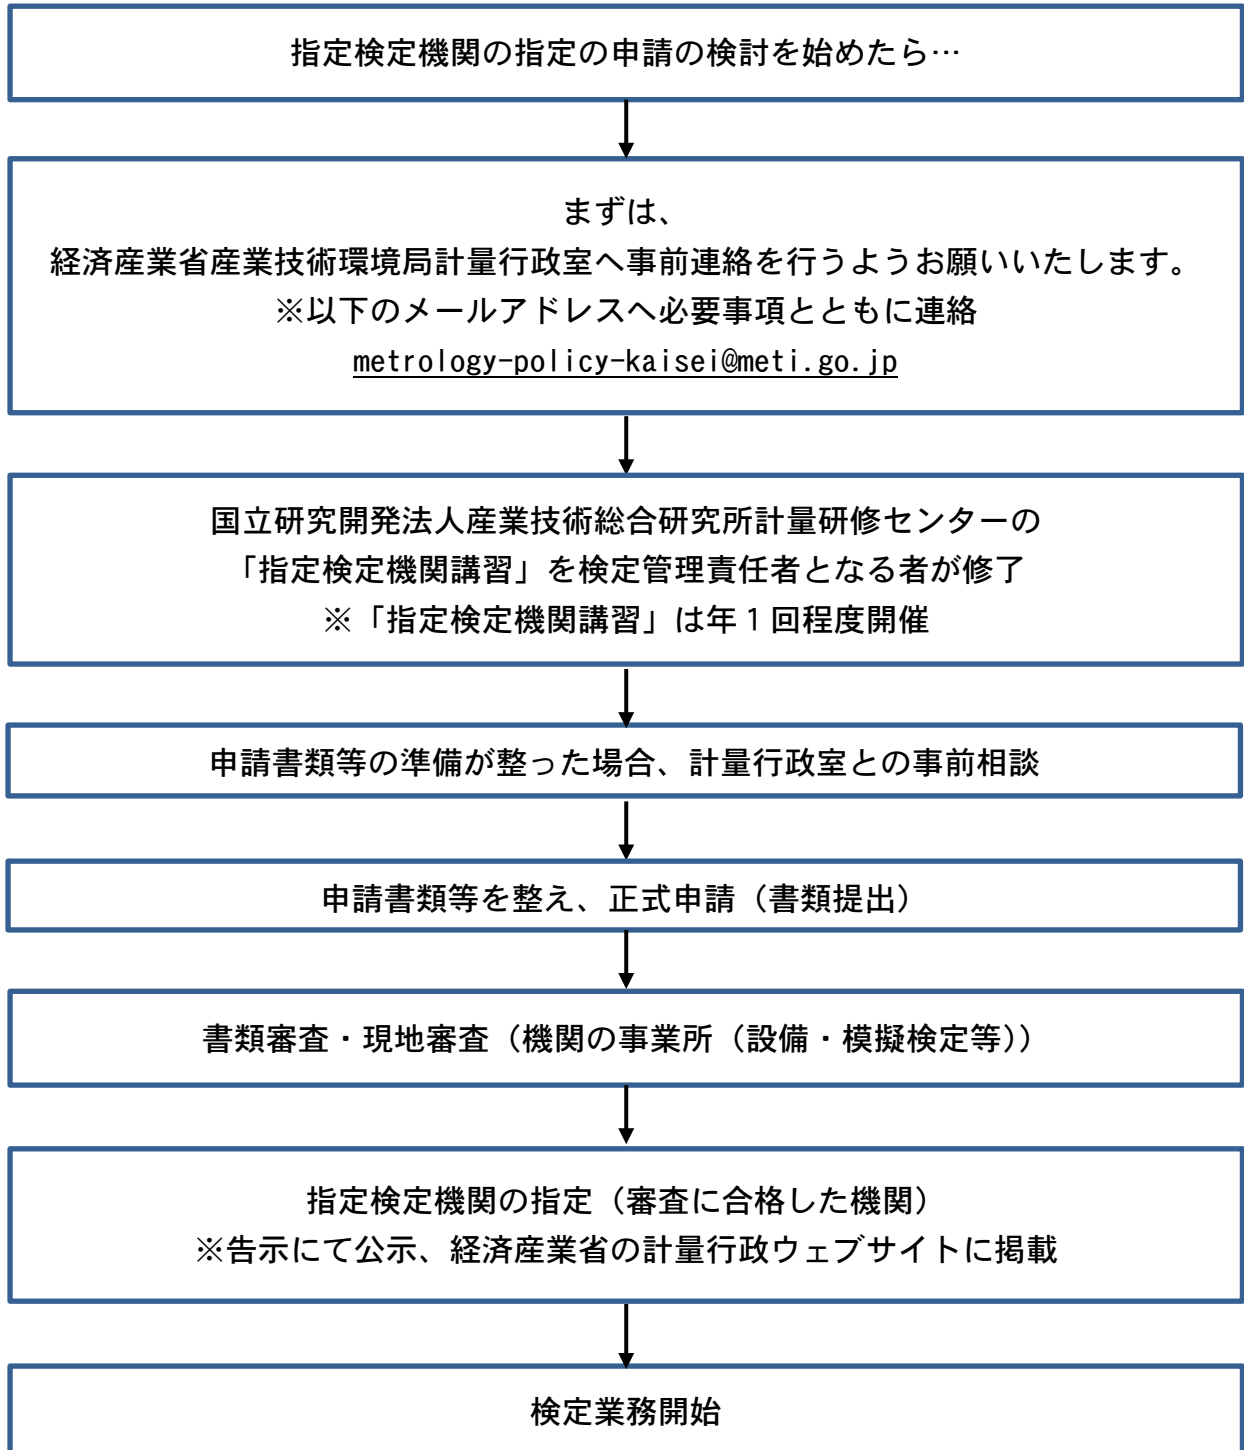 指定検定機関の指定の申請の検討を始めたら…
まずは、
経済産業省産業技術環境局計量行政室へ事前連絡を行うようお願いいたします。
※以下のメールアドレスへ必要事項とともに連絡
metrology-policy-kaisei@meti.go.jp
国立研究開発法人産業技術総合研究所計量研修センターの
「指定検定機関講習」を検定管理責任者となる者が修了
※「指定検定機関講習」は年1回程度開催
申請書類等の準備が整った場合、計量行政室との事前相談
申請書類等を整え、正式申請（書類提出）
書類審査・現地審査（機関の事業所（設備・模擬検定等））
指定検定機関の指定（審査に合格した機関）
※告示にて公示、経済産業省の計量行政ウェブサイトに掲載
検定業務開始